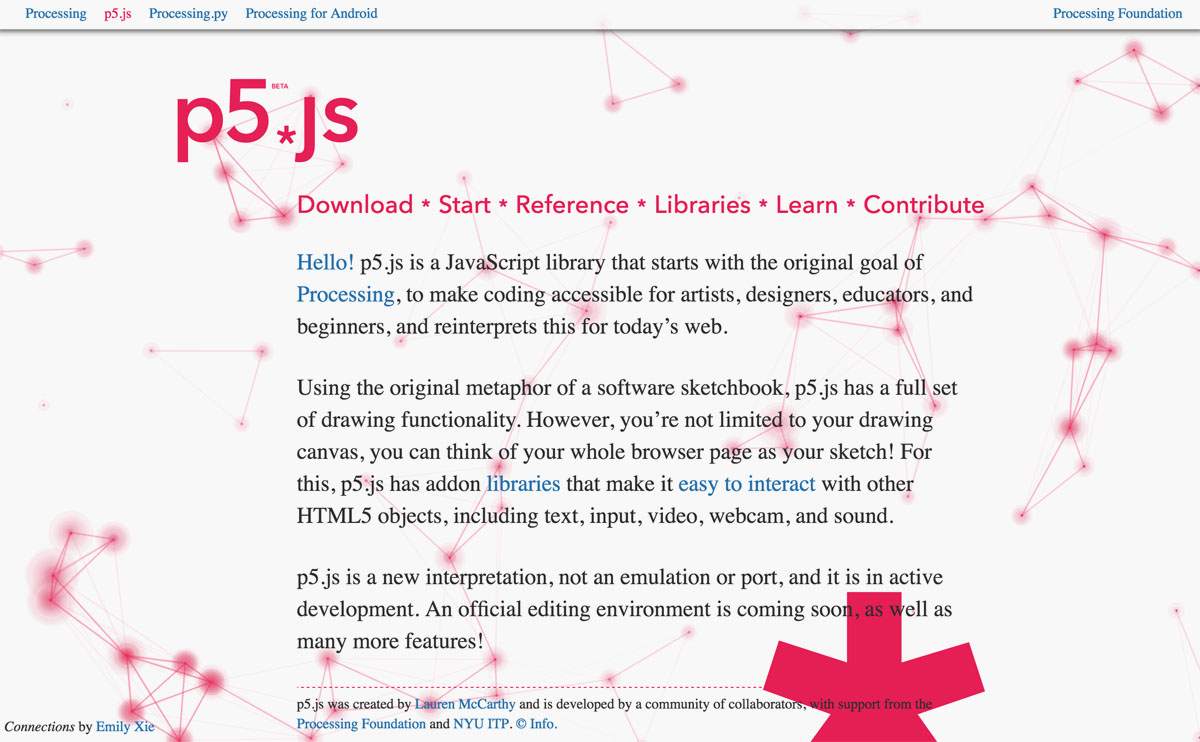 Processing p5.js Processing.py Processing for Android Processing Foundation
p5*js BETA
Download * Start * Reference * Libraries * Learn * Contribute
Hello! p5.js is a JavaScript library that starts with the original goal of
Processing, to make coding accessible for artists, designers, educators, and
beginners, and reinterprets this for today’s web.
Using the original metaphor of a software sketchbook, p5.js has a full set
of drawing functionality. However, you’re not limited to your drawing
canvas, you can think of your whole browser page as your sketch! For
this, p5.js has addon libraries that make it easy to interact with other
HTML5 objects, including text, input, video, webcam, and sound.
p5.js is a new interpretation, not an emulation or port, and it is in active
development. An official editing environment is coming soon, as well as
many more features!
p5.js was created by Lauren McCarthy and is developed by a community of collaborators, with support from the
Processing Foundation and NYU ITP. © Info.
Connections by Emily Xie